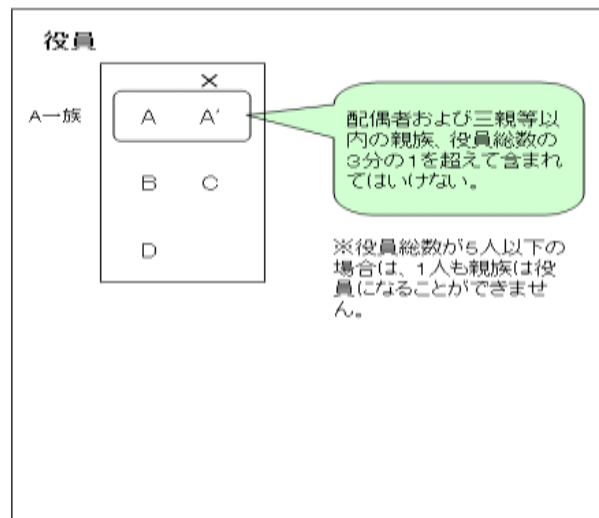 役員
×
A一族
A A'
B C
D
配偶者および三親等以
内の親族、役員総数の
3分の1を超えて含まれ
てはいけない。
※役員総数が5人以下の
場合は、1人も親族は役
員になることができませ
ん。